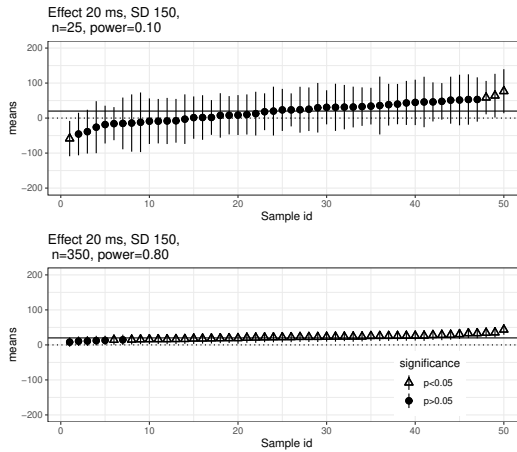 Effect 20 ms, SD 150,
n=25, power=0.10
means
200
100
0
−100
−200
0
10
20
30
40
50
Sample id
Effect 20 ms, SD 150,
n=350, power=0.80
means
200
100
0
−100
−200
significance
p<0.05
p>0.05
0
10
20
30
40
50
Sample id